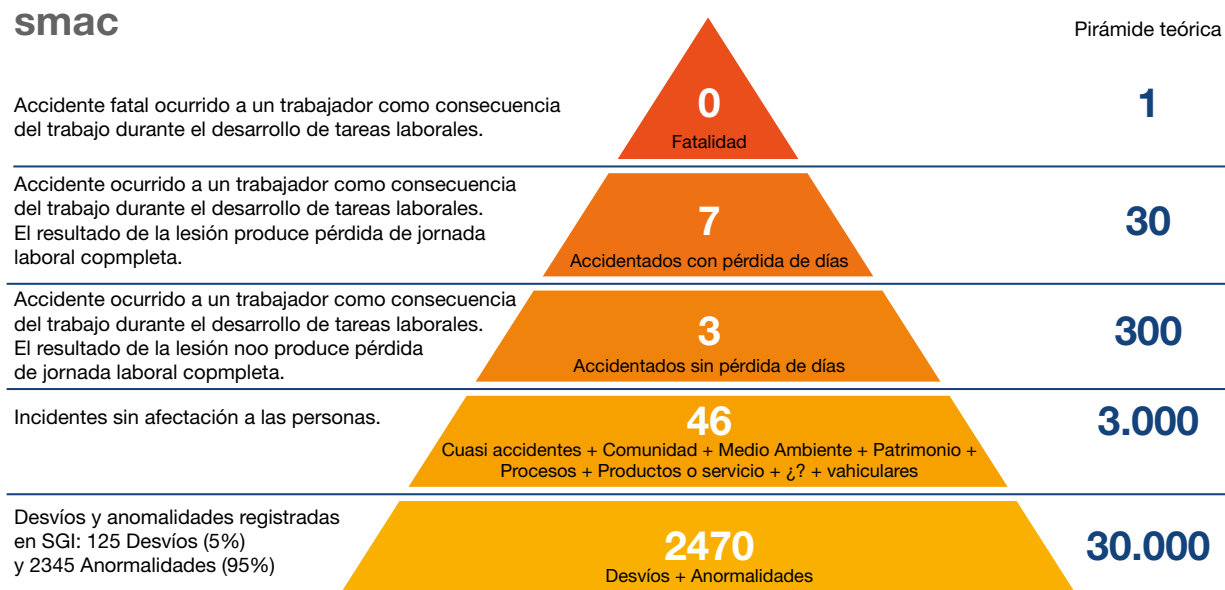 smac
Pirámide teórica
Accidente fatal ocurrido a un trabajador como consecuencia
del trabajo durante el desarrollo de tareas laborales.
0
Fatalidad
1
Accidente ocurrido a un trabajador como consecuencia
del trabajo durante el desarrollo de tareas laborales.
El resultado de la lesión produce pérdida de jornada
laboral copmpleta.
7
Accidentados con pérdida de días
30
Accidente ocurrido a un trabajador como consecuencia
del trabajo durante el desarrollo de tareas laborales.
El resultado de la lesión noo produce pérdida
de jornada laboral copmpleta.
3
Accidentados sin pérdida de días
300
Incidentes sin afectación a las personas.
46
Cuasi accidentes + Comunidad + Medio Ambiente + Patrimonio +
Procesos + Productos o servicio + ¿? + vahiculares
3.000
Desvíos y anomalidades registradas
en SGI: 125 Desvíos (5%)
y 2345 Anormalidades (95%)
2470
Desvíos + Anormalidades
30.000